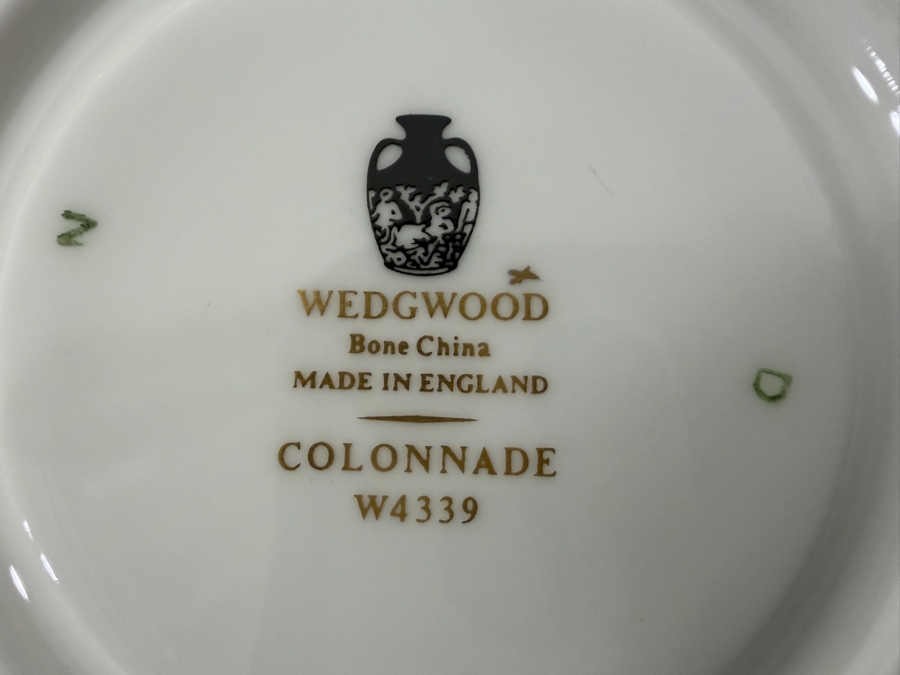 WEDGWOOD
Bone China
MADE IN ENGLAND
COLONNADE
W4339
N
D